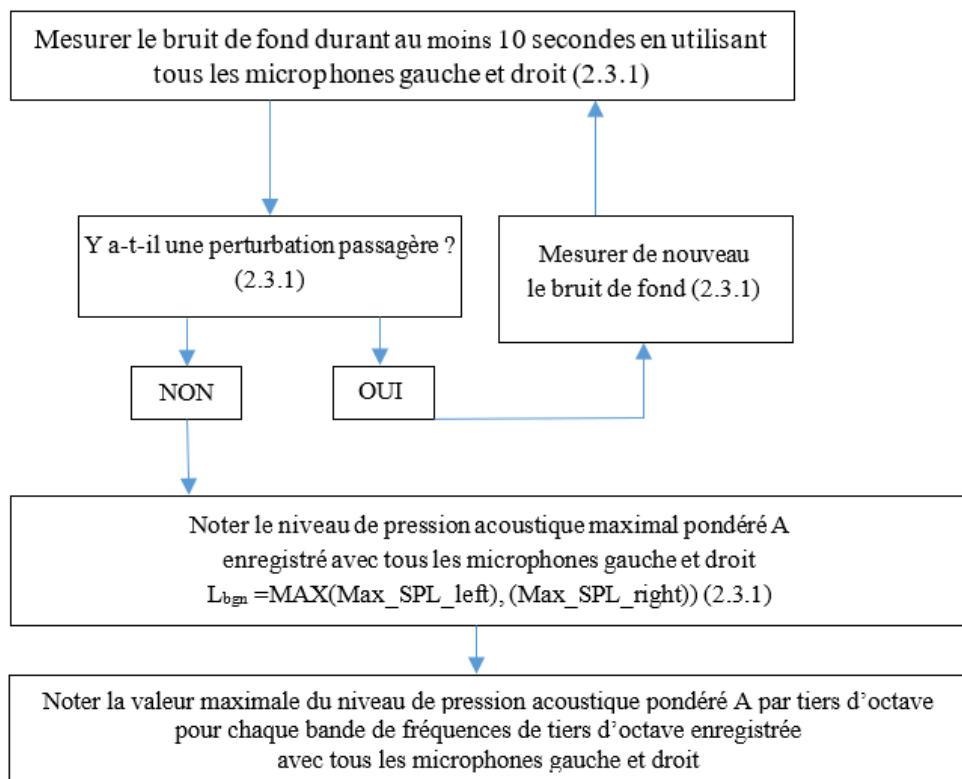 Mesurer le bruit de fond durant au moins 10 secondes en utilisant
tous les microphones gauche et droit (2.3.1)
Y a-t-il une perturbation passagère ?
(2.3.1)
Mesurer de nouveau
le bruit de fond (2.3.1)
NON
OUI
Noter le niveau de pression acoustique maximal pondéré A
enregistré avec tous les microphones gauche et droit
Lbgn =MAX(Max_SPL_left), (Max_SPL_right)) (2.3.1)
Noter la valeur maximale du niveau de pression acoustique pondéré A par tiers d’octave
pour chaque bande de fréquences de tiers d’octave enregistrée
avec tous les microphones gauche et droit